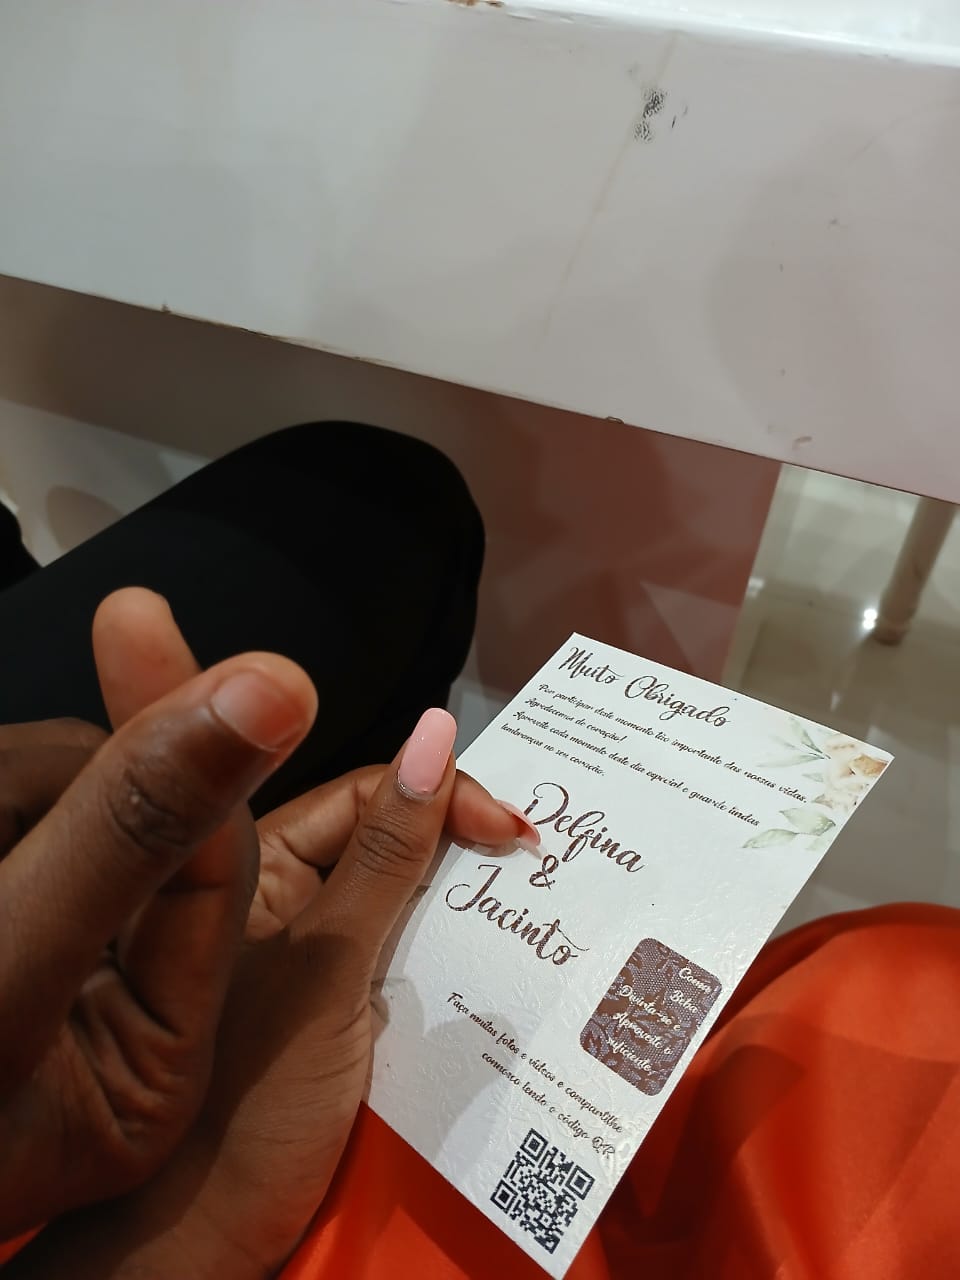 Muito Obrigado
Por participar deste momento tão importante das nossas vidas.
Agradecemos de coração!
Aproveite cada momento deste dia especial e guarde lindas
lembranças no seu coração.
Delfina
&
Jacinto
Coma
Beba
Divirta-se e
Aproveite o
suficiente.
Faça muitas fotos e vídeos e compartilhe
connosco lendo o código QR